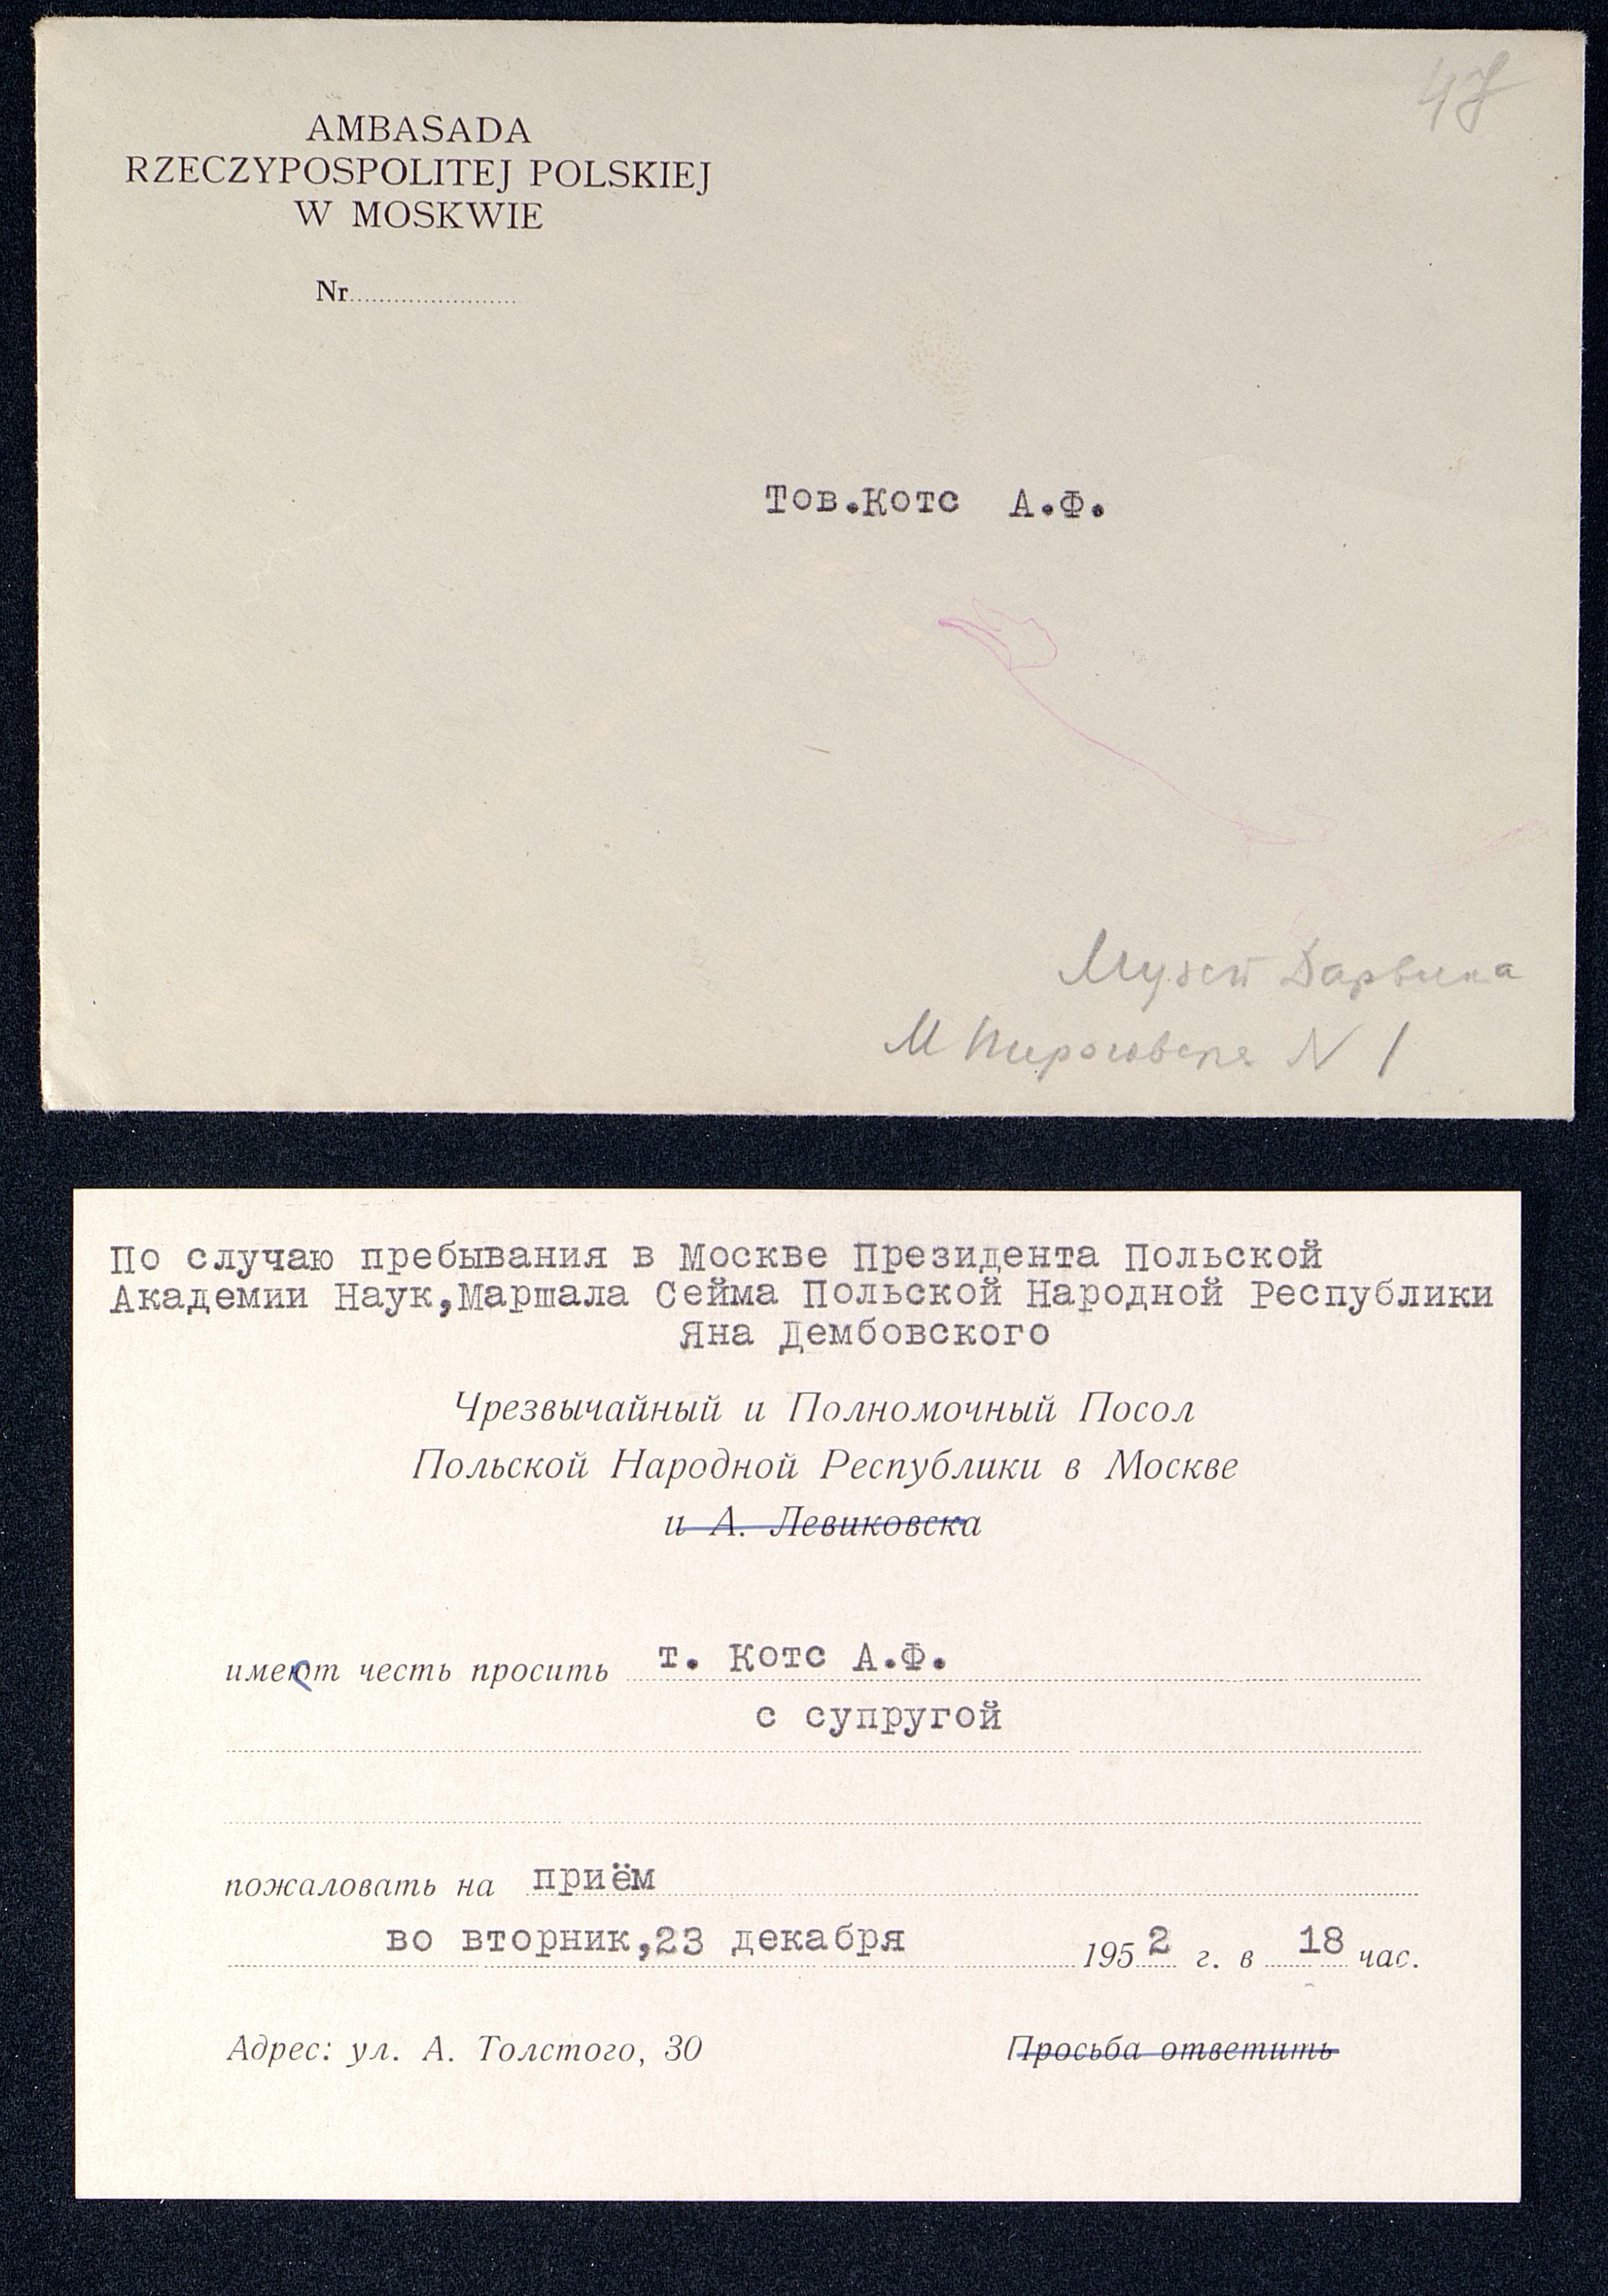 47
AMBASADA
RZECZYPOSPOLITEJ POLSKIEJ
W MOSKWIE
Nr
Тов.Котс А.Ф.
Музей Дарвина
М Пироговск. N 1
По случаю пребывания в Москве Президента Польской
Академии Наук,Маршала Сейма Польской Народной Республики
Яна Дембовского
Чрезвычайный и Полномочный Посол
Польской Народной Республики в Москве
и А. Левиковска
имеет честь просить т. Котс А.Ф.
с супругой
пожаловать на приём
во вторник,23 декабря 1952 г. в 18 час.
Адрес: ул. А. Толстого, 30 Просьба ответить